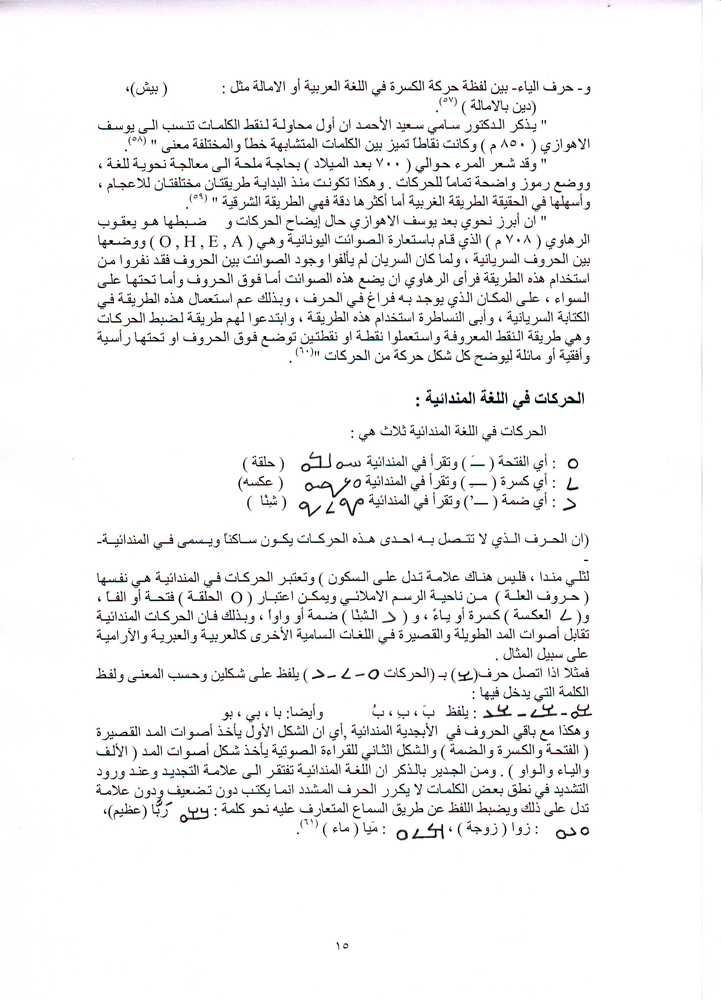 و- حرف الياء- بين لفظة حركة الكسرة في اللغة العربية أو الامالة مثل : ( بيش)،
(دين بالامالة ) (٥٧).
" يذكر الدكتور سامي سعيد الأحمد ان أول محاولة لنقط الكلمات تنسب الى يوسف
الاهوازي ( ٨٥٠ م ) وكانت نقاطاً تميز بين الكلمات المتشابهة خطاً والمختلفة معنى " (٥٨).
" وقد شعر المرء حوالي ( ٧٠٠ بعد الميلاد ) بحاجة ملحة الى معالجة نحوية للغة ،
ووضع رموز واضحة تماماً للحركات . وهكذا تكونت منذ البداية طريقتان مختلفتان للاعجام ،
وأسهلها في الحقيقة الطريقة الغربية أما أكثرها دقة فهي الطريقة الشرقية " (٥٩).
" ان أبرز نحوي بعد يوسف الاهوازي حال إيضاح الحركات و ضبطها هو يعقوب
الرهاوي ( ٧٠٨ م ) الذي قام باستعارة الصوائت اليونانية وهي ( O , H , E , A ) ووضعها
بين الحروف السريانية ، ولما كان السريان لم يألفوا وجود الصوائت بين الحروف فقد نفروا من
استخدام هذه الطريقة فرأى الرهاوي ان يضع هذه الصوائت أما فوق الحروف وأما تحتها على
السواء ، على المكان الذي يوجد به فراغ في الحرف ، وبذلك عم استعمال هذه الطريقة في
الكتابة السريانية ، وأبى النساطرة استخدام هذه الطريقة ، وابتدعوا لهم طريقة لضبط الحركات
وهي طريقة النقط المعروفة واستعملوا نقطة او نقطتين توضع فوق الحروف او تحتها رأسية
وأفقية أو مائلة ليوضح كل شكل حركة من الحركات "(٦٠).
الحركات في اللغة المندائية :
الحركات في اللغة المندائية ثلاث هي :
ࡀ : أي الفتحة ( ـَ ) وتقرأ في المندائية ( حلقة )
ࡉ : أي كسرة ( ـِ ) وتقرأ في المندائية ( عكسه)
ࡅ : أي ضمة ( ـُ ) وتقرأ في المندائية ( شِنْا )
(ان الحرف الذي لا تتصل به احدى هذه الحركات يكون ساكناً ويسمى في المندائية-
-
لثلي مندا ، فليس هناك علامة تدل على السكون ) وتعتبر الحركات في المندائية هي نفسها
( حروف العلة ) من ناحية الرسم الاملائي ويمكن اعتبار ( O الحلقة ) فتحة أو الفاً ،
و( ࡉ العكسة ) كسرة أو ياءً ، و ( ࡅ الشِنْا ) ضمة أو واواً ، وبذلك فان الحركات المندائية
تقابل أصوات المد الطويلة والقصيرة في اللغات السامية الأخرى كالعربية والعبرية والآرامية
على سبيل المثال .
فمثلا اذا اتصل حرف(ࡁ) بـ (الحركات ࡀ - ࡉ - ࡅ ) يلفظ على شكلين وحسب المعنى ولفظ
الكلمة التي يدخل فيها :
ࡁࡀ - ࡁࡉ - ࡁࡅ : يلفظ بَ ، بِ ، بُ وأيضا: با ، بي ، بو
وهكذا مع باقي الحروف في الأبجدية المندائية ,أي ان الشكل الأول يأخذ أصوات المد القصيرة
( الفتحة والكسرة والضمة ) والشكل الثاني للقراءة الصوتية يأخذ شكل أصوات المد ( الألف
والياء والواو ) . ومن الجدير بالذكر ان اللغة المندائية تفتقر الى علامة التجديد وعند ورود
التشديد في نطق بعض الكلمات لا يكرر الحرف المشدد انما يكتب دون تضعيف ودون علامة
تدل على ذلك ويضبط اللفظ عن طريق السماع المتعارف عليه نحو كلمة : رَبَّا (عظيم)،
: زوا ( زوجة ) ، ࡌࡉࡀ : مَيا ( ماء ) (٦١).
١٥